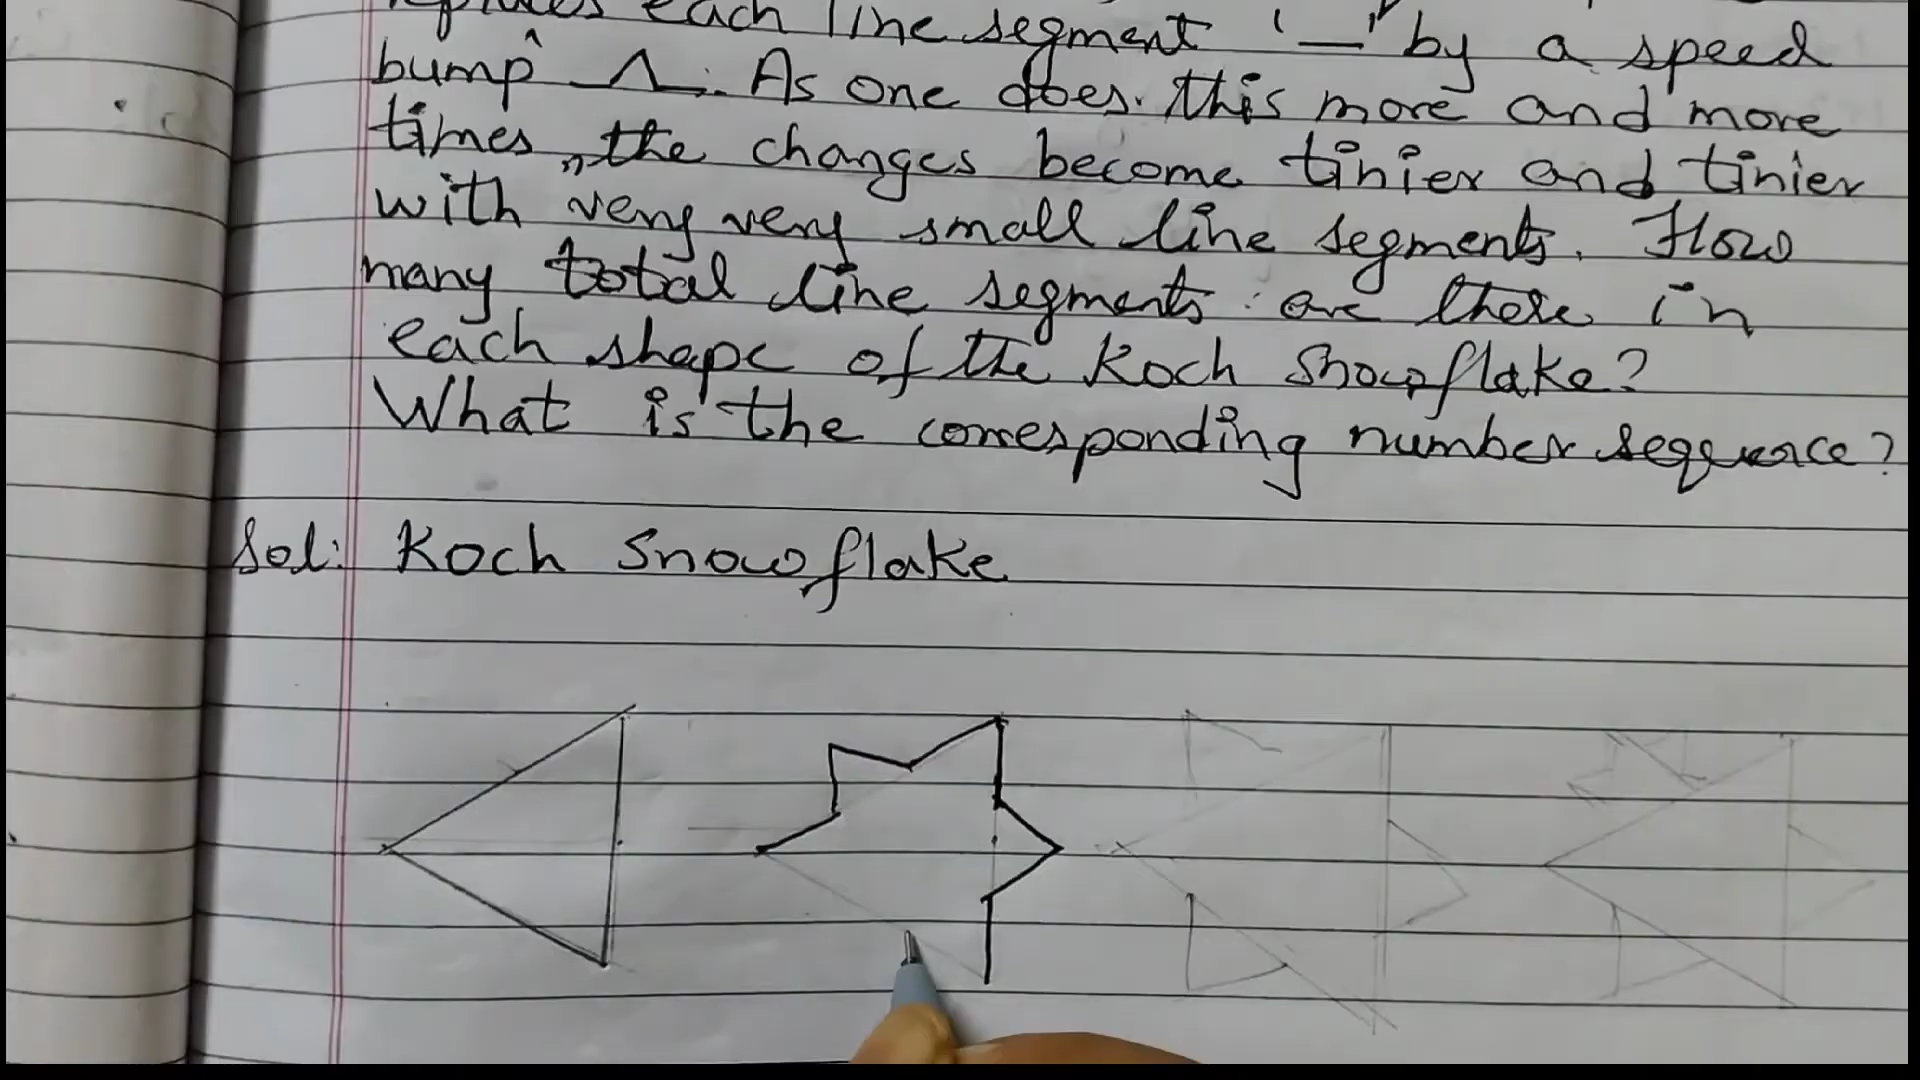 each line segment '—' by a speed
bump ^. As one does. this more and more
times, the changes become tinier and tinier
with very very small line segments. How
many total line segments are there in
each shape of the Koch Snowflake?
What is the corresponding number sequence?
Sol: Koch Snowflake